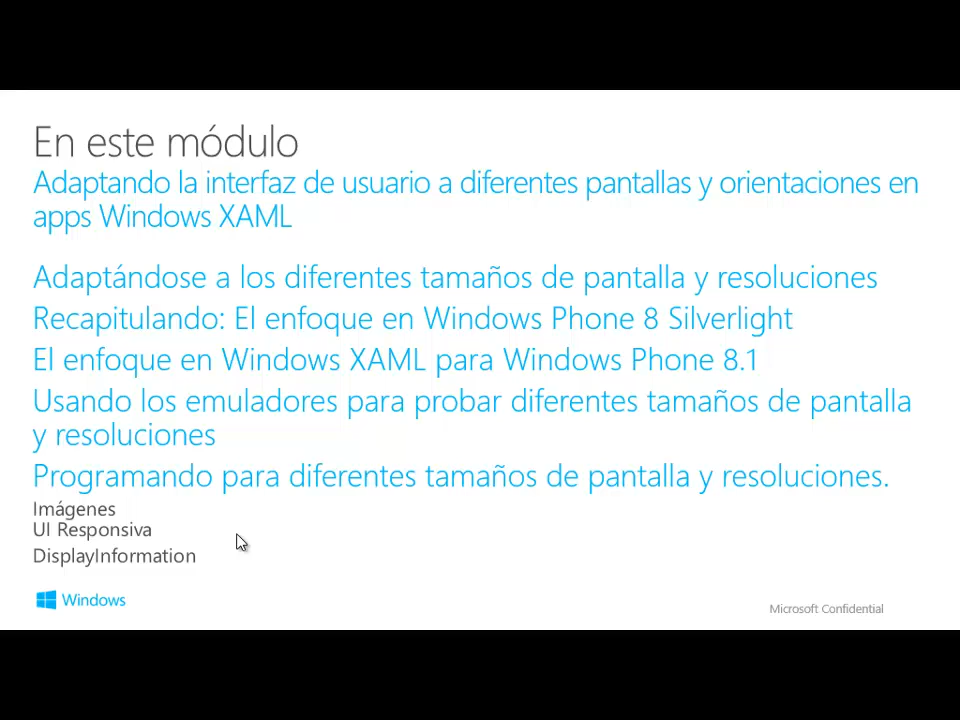 En este módulo
Adaptando la interfaz de usuario a diferentes pantallas y orientaciones en
apps Windows XAML
Adaptándose a los diferentes tamaños de pantalla y resoluciones
Recapitulando: El enfoque en Windows Phone 8 Silverlight
El enfoque en Windows XAML para Windows Phone 8.1
Usando los emuladores para probar diferentes tamaños de pantalla
y resoluciones
Programando para diferentes tamaños de pantalla y resoluciones.
Imágenes
UI Responsiva
DisplayInformation
Windows
Microsoft Confidential